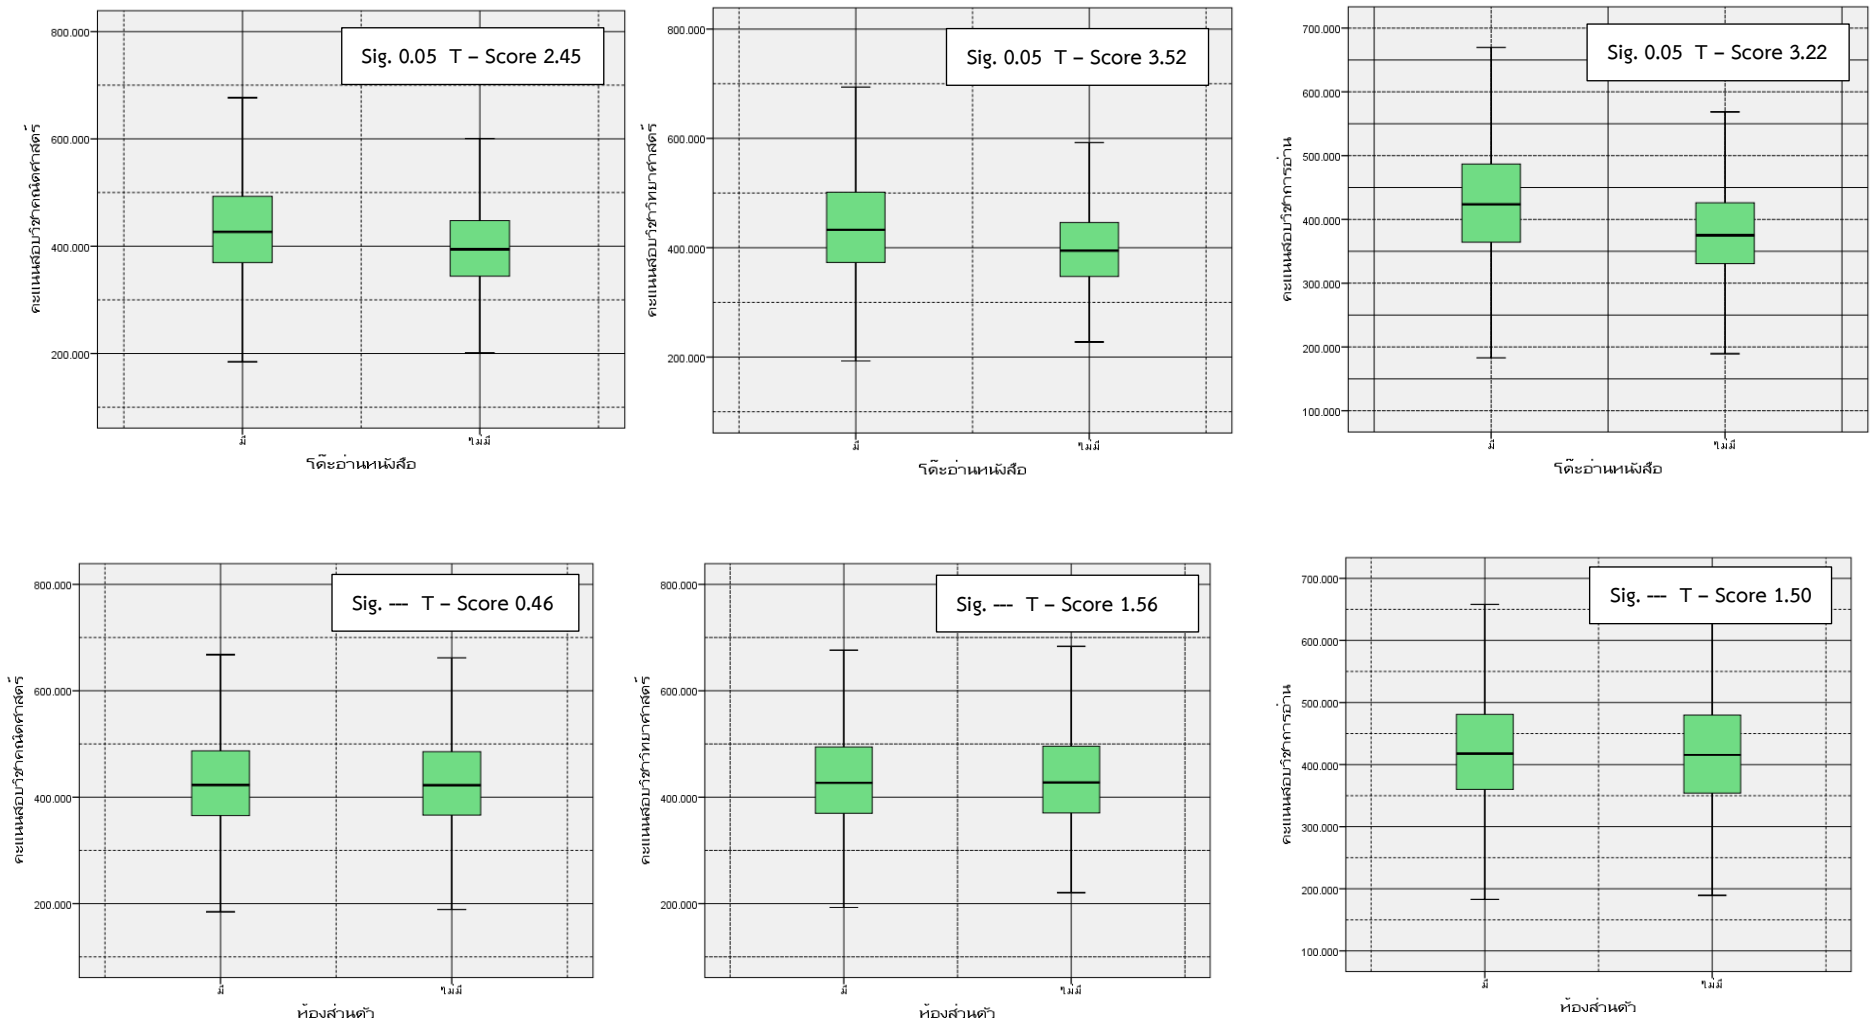 800.000
600.000
400.000
200.000
คะแนนสอบวิชาคณิตศาสตร์
Sig. 0.05 T – Score 2.45
มี
ไม่มี
โต๊ะอ่านหนังสือ
800.000
600.000
400.000
200.000
คะแนนสอบวิชาวิทยาศาสตร์
Sig. 0.05 T – Score 3.52
มี
ไม่มี
โต๊ะอ่านหนังสือ
700.000
600.000
500.000
400.000
300.000
200.000
100.000
คะแนนสอบวิชาการอ่าน
Sig. 0.05 T – Score 3.22
มี
ไม่มี
โต๊ะอ่านหนังสือ
800.000
600.000
400.000
200.000
คะแนนสอบวิชาคณิตศาสตร์
Sig. --- T – Score 0.46
มี
ไม่มี
ห้องส่วนตัว
800.000
600.000
400.000
200.000
คะแนนสอบวิชาวิทยาศาสตร์
Sig. --- T – Score 1.56
มี
ไม่มี
ห้องส่วนตัว
700.000
600.000
500.000
400.000
300.000
200.000
100.000
คะแนนสอบวิชาการอ่าน
Sig. --- T – Score 1.50
มี
ไม่มี
ห้องส่วนตัว